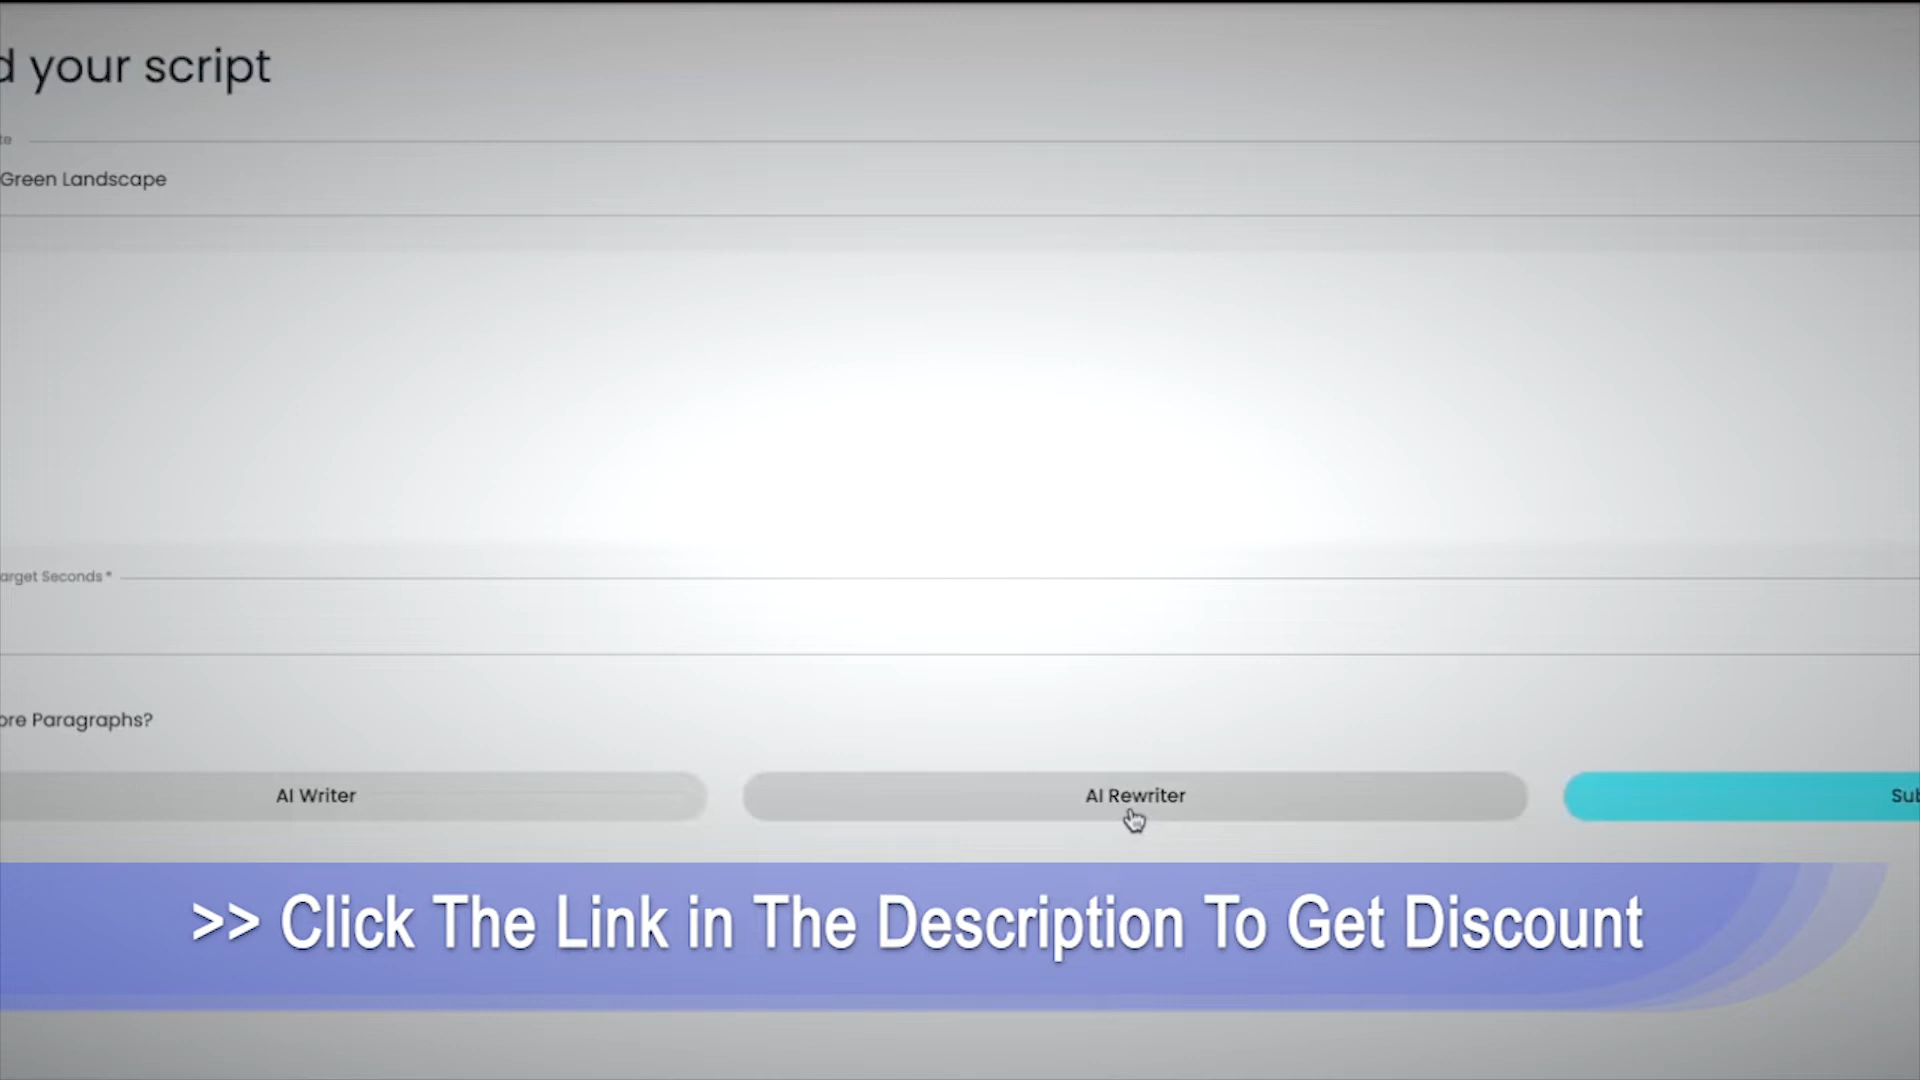 d your script
te
Green Landscape
arget Seconds *
ore Paragraphs?
AI Writer
AI Rewriter
Sub
>> Click The Link in The Description To Get Discount